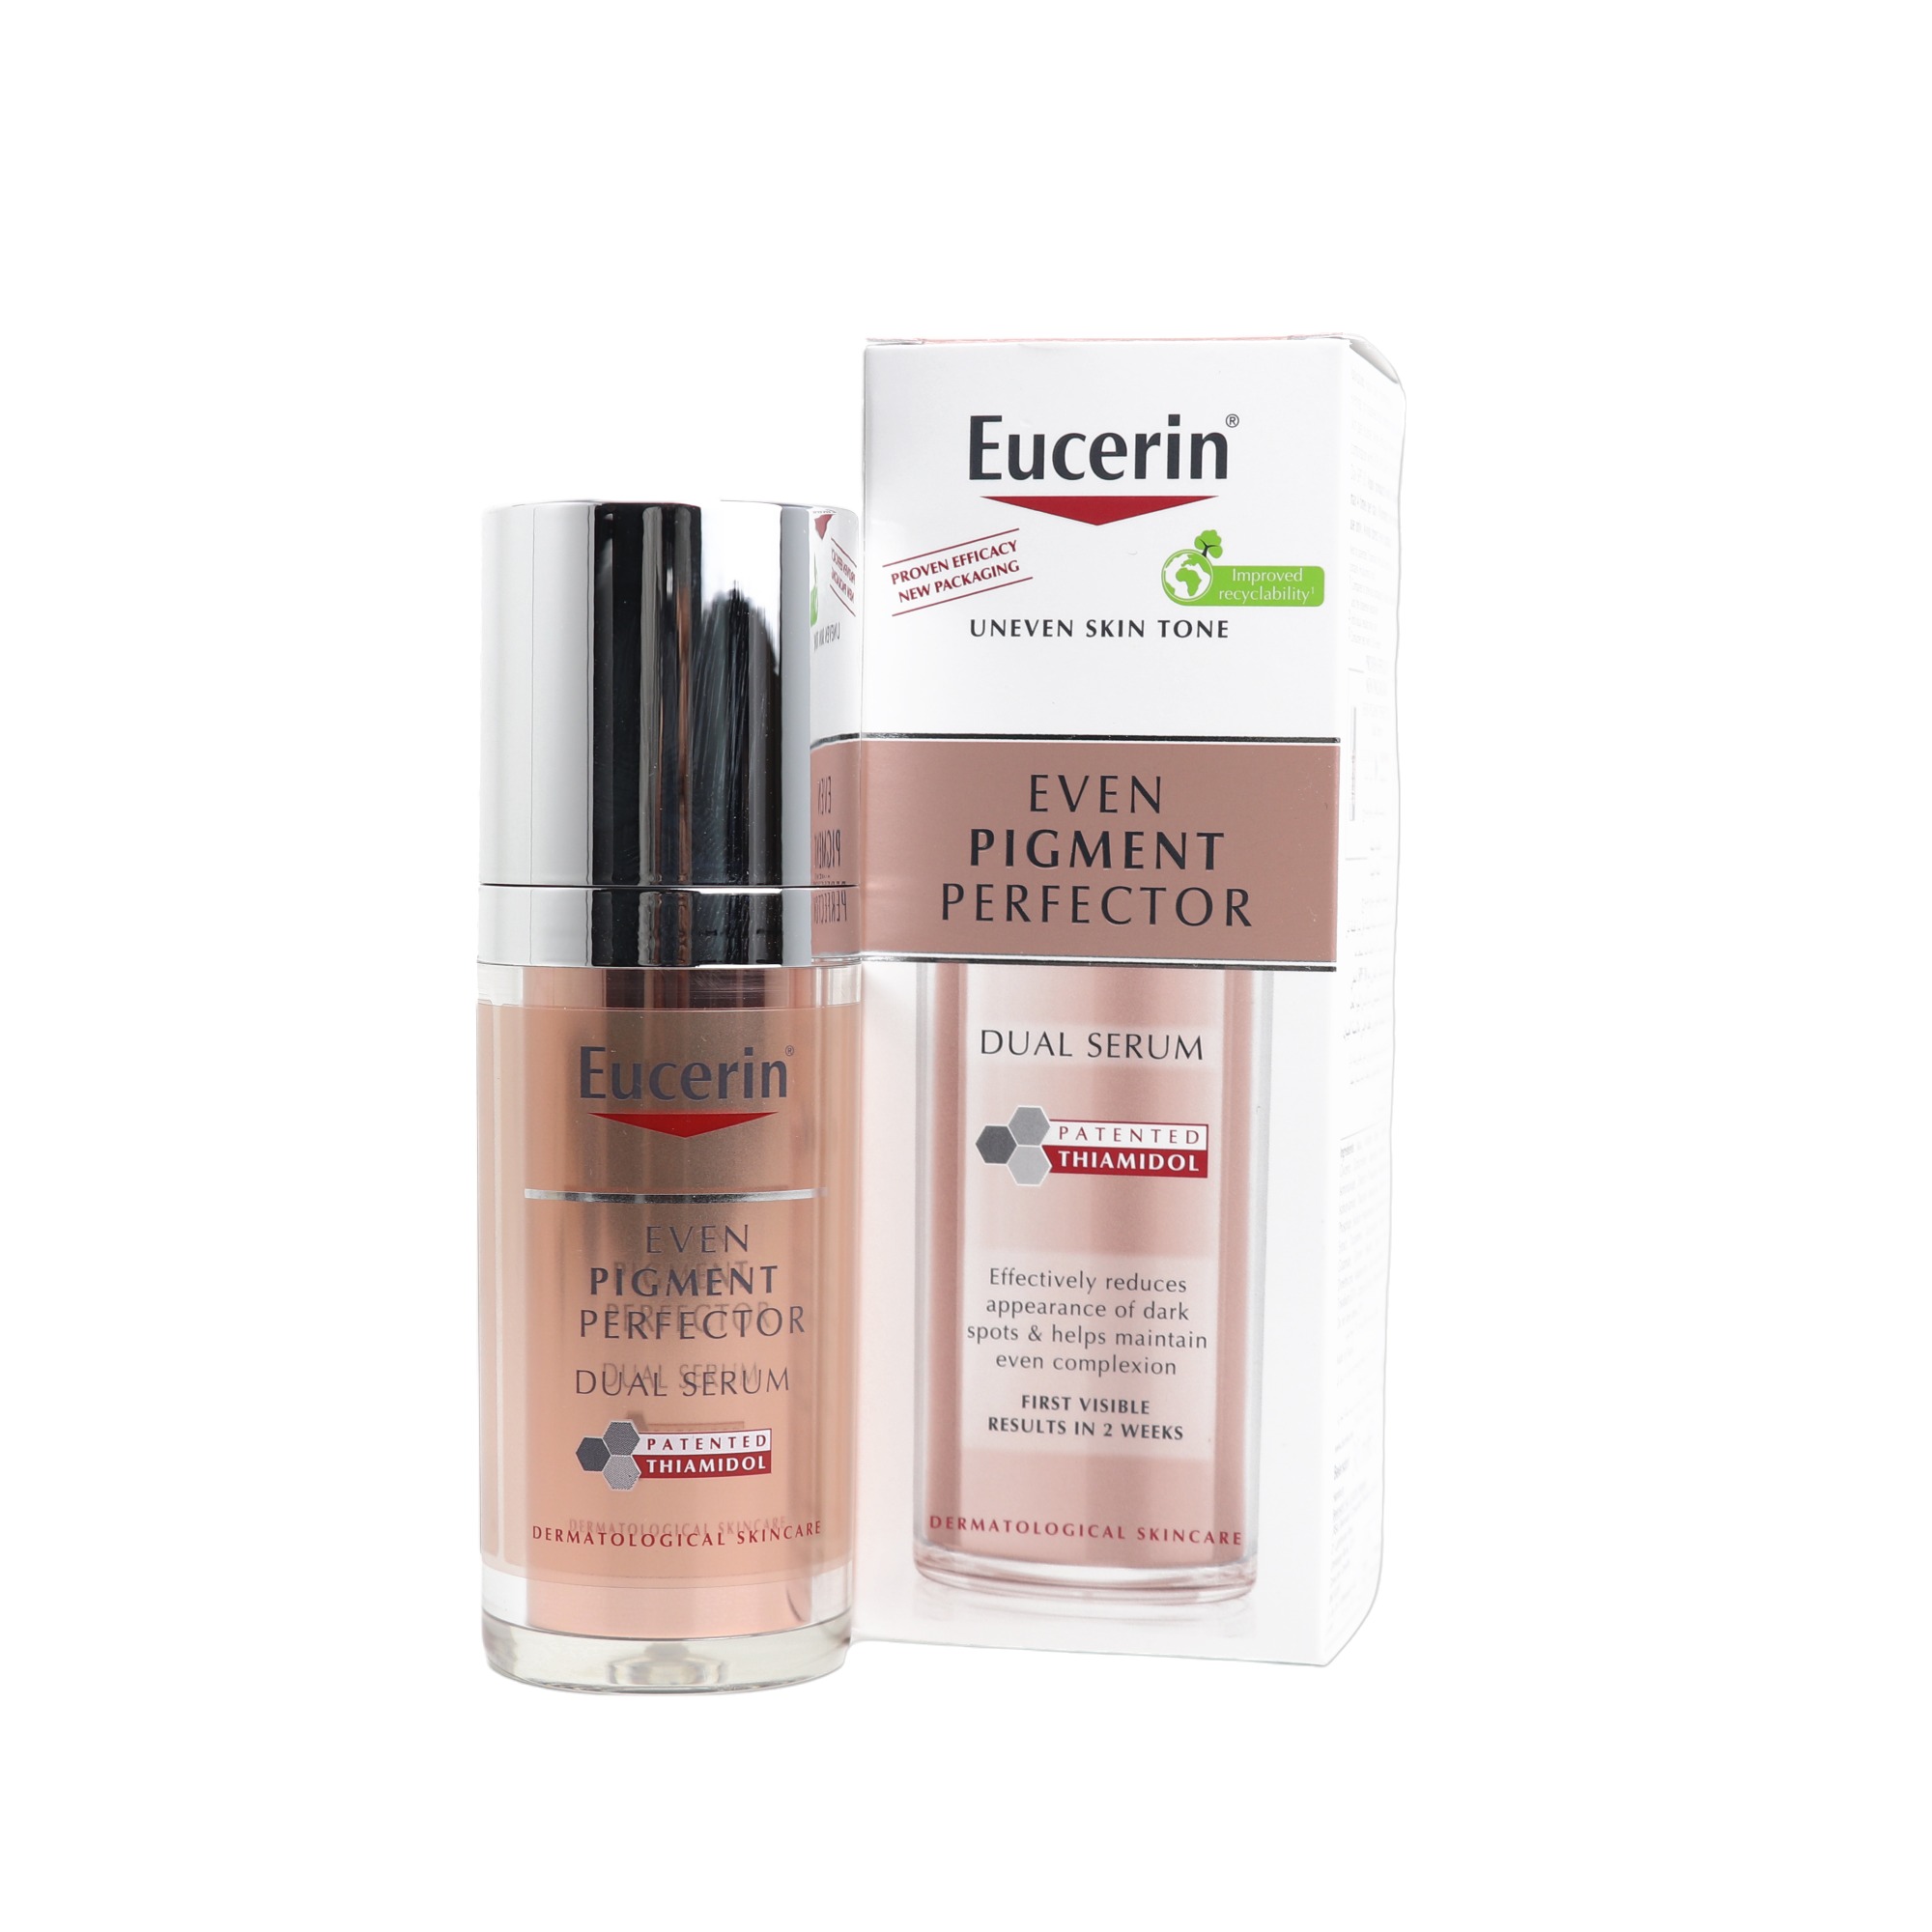 Eucerin®
EVEN
PIGMENT
PERFECTOR
DUAL SERUM
PATENTED
THIAMIDOL
DERMATOLOGICAL SKINCARE
Eucerin®
PROVEN EFFICACY
NEW PACKAGING
Improved
recyclability¹
UNEVEN SKIN TONE
EVEN
PIGMENT
PERFECTOR
DUAL SERUM
PATENTED
THIAMIDOL
Effectively reduces
appearance of dark
spots & helps maintain
even complexion
FIRST VISIBLE
RESULTS IN 2 WEEKS
DERMATOLOGICAL SKINCARE